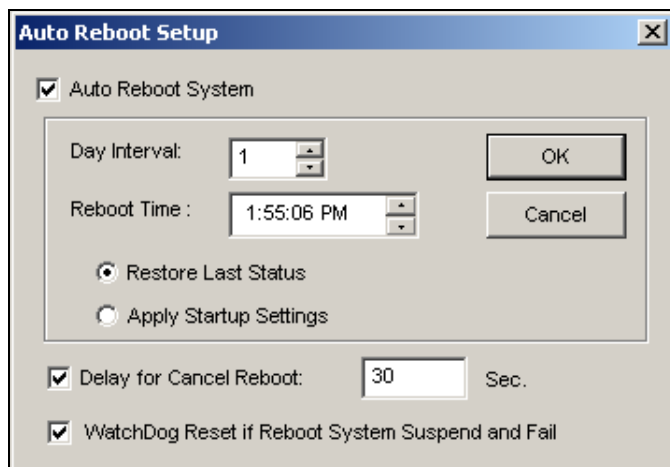 Auto Reboot Setup
Auto Reboot System
Day Interval: 1
OK
Reboot Time : 1:55:06 PM
Cancel
Restore Last Status
Apply Startup Settings
Delay for Cancel Reboot: 30 Sec.
WatchDog Reset if Reboot System Suspend and Fail